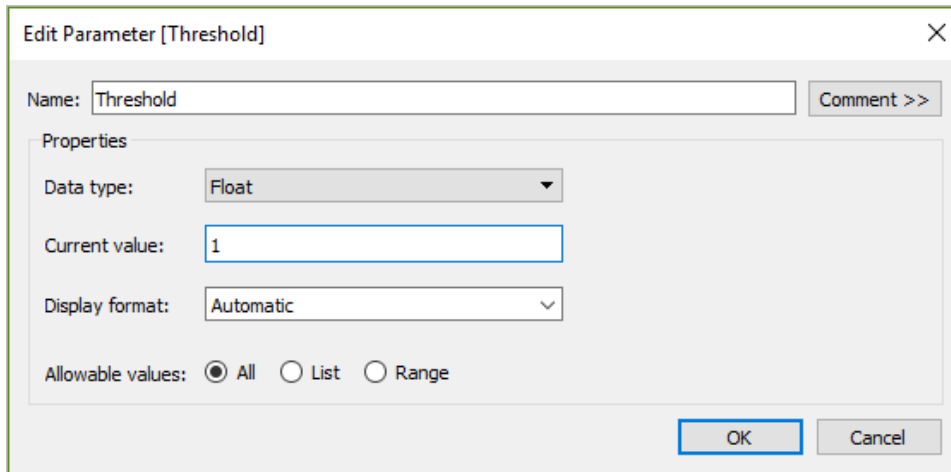 Edit Parameter [Threshold]
Name: Threshold Comment >>
Properties
Data type: Float
Current value: 1
Display format: Automatic
Allowable values: All List Range
OK Cancel